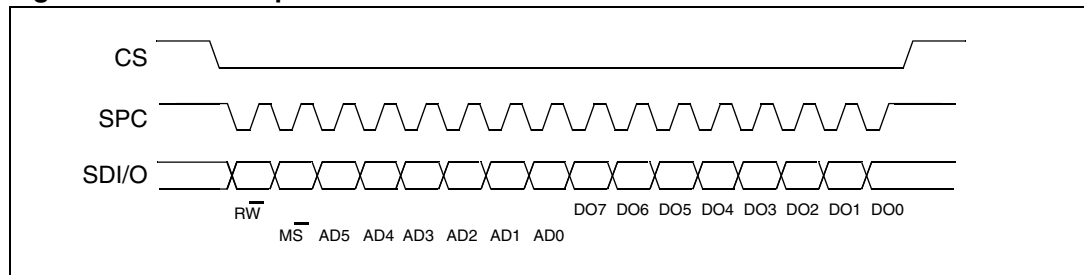 CS
SPC
SDI/O
RW̅ DO7 DO6 DO5 DO4 DO3 DO2 DO1 DO0
MS̅ AD5 AD4 AD3 AD2 AD1 AD0